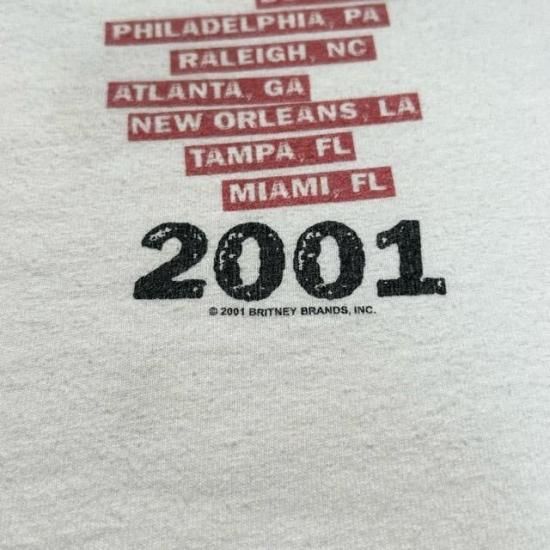 PHILADELPHIA, PA
RALEIGH, NC
ATLANTA, GA
NEW ORLEANS, LA
TAMPA, FL
MIAMI, FL
2001
© 2001 BRITNEY BRANDS, INC.